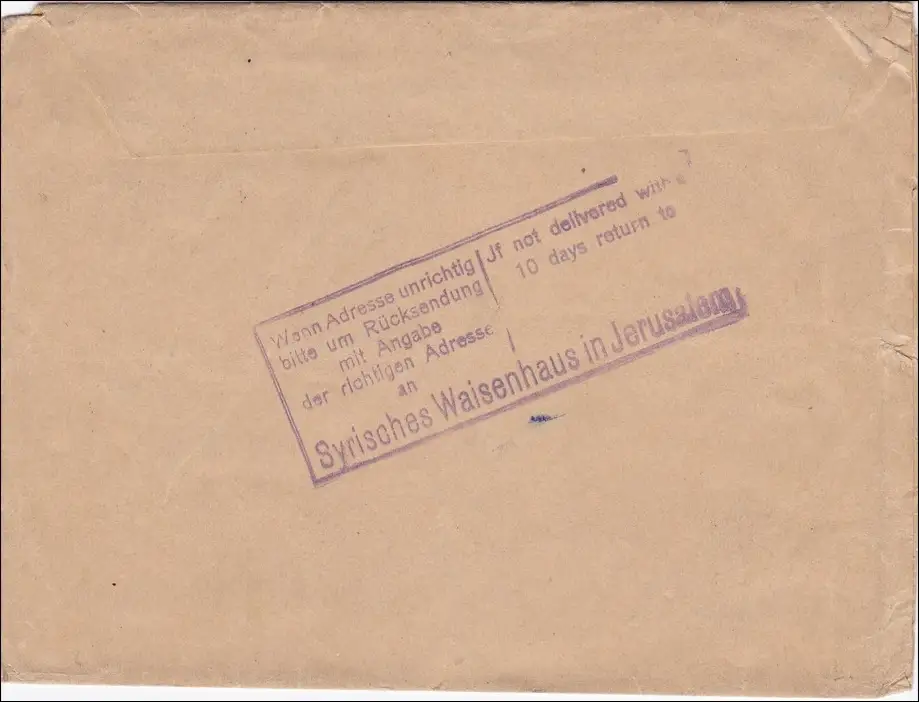 Wenn Adresse unrichtig
bitte um Rücksendung
mit Angabe
der richtigen Adresse
an
Jf not delivered with
10 days return to
Syrisches Waisenhaus in Jerusalem